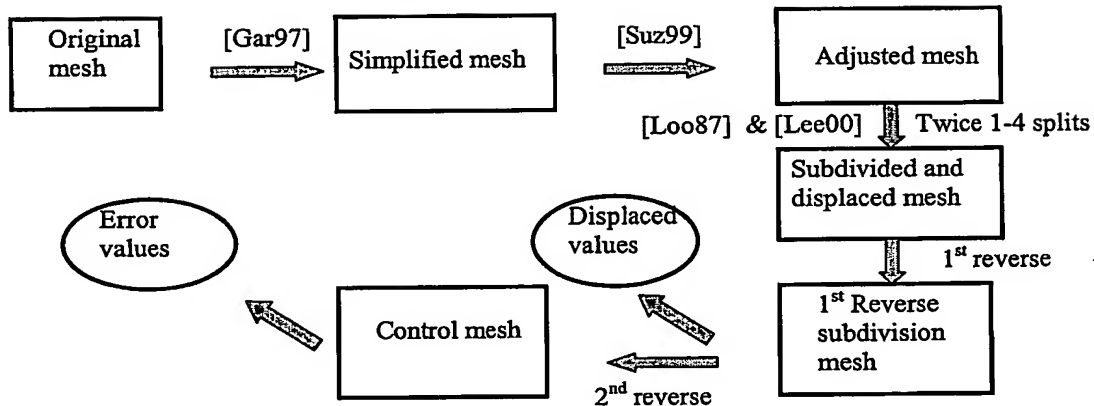 Original
mesh
[Gar97]
Simplified mesh
[Suz99]
Adjusted mesh
[Loo87] & [Lee00] Twice 1-4 splits
Subdivided and
displaced mesh
1st reverse
1st Reverse
subdivision
mesh
Displaced
values
2nd reverse
Control mesh
Error
values